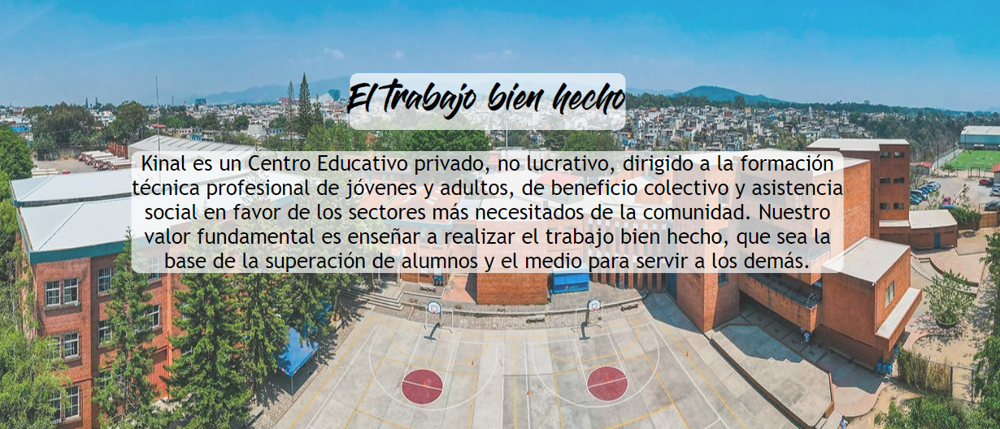 El trabajo bien hecho
Kinal es un Centro Educativo privado, no lucrativo, dirigido a la formación
técnica profesional de jóvenes y adultos, de beneficio colectivo y asistencia
social en favor de los sectores más necesitados de la comunidad. Nuestro
valor fundamental es enseñar a realizar el trabajo bien hecho, que sea la
base de la superación de alumnos y el medio para servir a los demás.